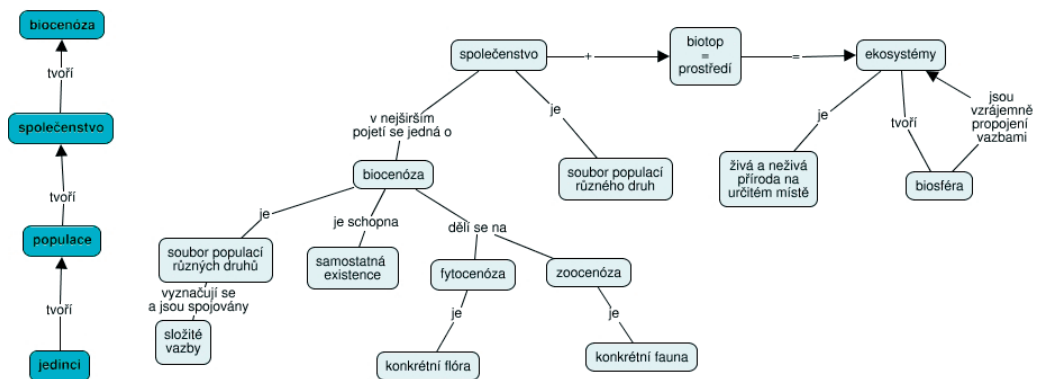 biocenóza
tvoří
společenstvo
tvoří
populace
tvoří
jedinci
společenstvo
+
biotop
=
prostředí
=
ekosystémy
v nejširším
pojetí se jedná o
je
je
tvoří
jsou
vzrájemně
propojení
vazbami
biocenóza
soubor populací
různého druh
živá a neživá
příroda na
určitém místě
biosféra
je
je schopna
dělí se na
soubor populací
různých druhů
samostatná
existence
fytocenóza
zoocenóza
vyznačují se
a jsou spojovány
je
je
složité
vazby
konkrétní flóra
konkrétní fauna